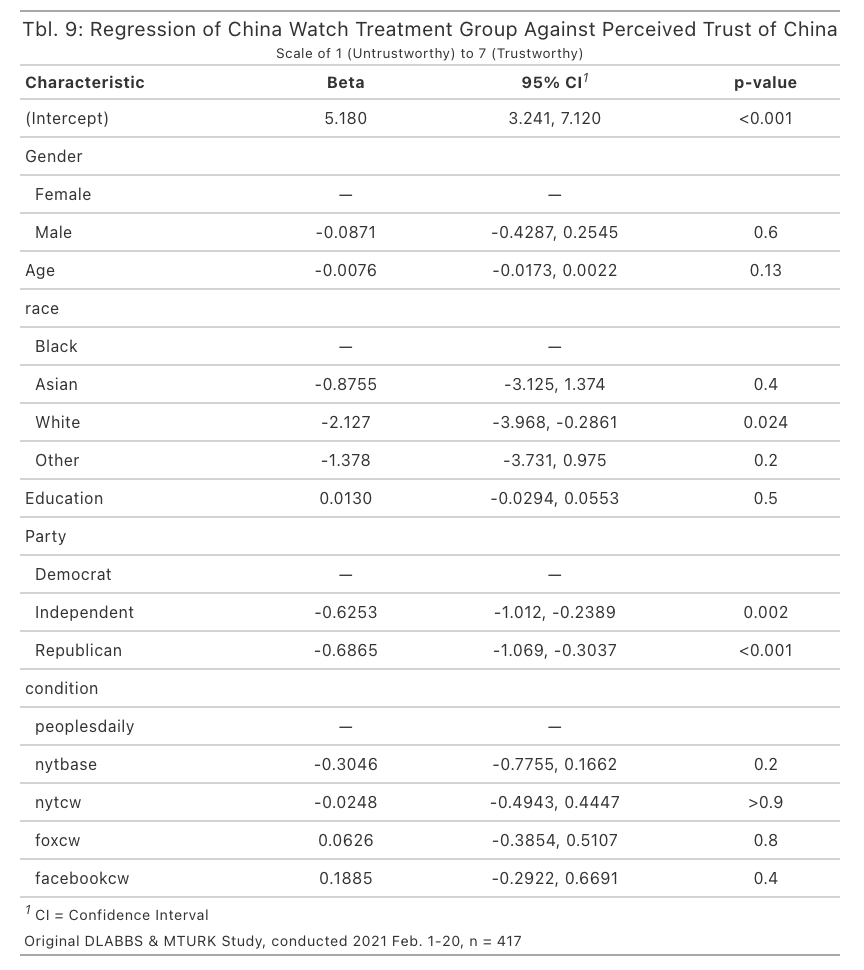 Tbl. 9: Regression of China Watch Treatment Group Against Perceived Trust of China
Scale of 1 (Untrustworthy) to 7 (Trustworthy)
Characteristic Beta 95% CI¹ p-value
(Intercept) 5.180 3.241, 7.120 <0.001
Gender
Female — —
Male -0.0871 -0.4287, 0.2545 0.6
Age -0.0076 -0.0173, 0.0022 0.13
race
Black — —
Asian -0.8755 -3.125, 1.374 0.4
White -2.127 -3.968, -0.2861 0.024
Other -1.378 -3.731, 0.975 0.2
Education 0.0130 -0.0294, 0.0553 0.5
Party
Democrat — —
Independent -0.6253 -1.012, -0.2389 0.002
Republican -0.6865 -1.069, -0.3037 <0.001
condition
peoplesdaily — —
nytbase -0.3046 -0.7755, 0.1662 0.2
nytcw -0.0248 -0.4943, 0.4447 >0.9
foxcw 0.0626 -0.3854, 0.5107 0.8
facebookcw 0.1885 -0.2922, 0.6691 0.4
¹ CI = Confidence Interval
Original DLABBS & MTURK Study, conducted 2021 Feb. 1-20, n = 417